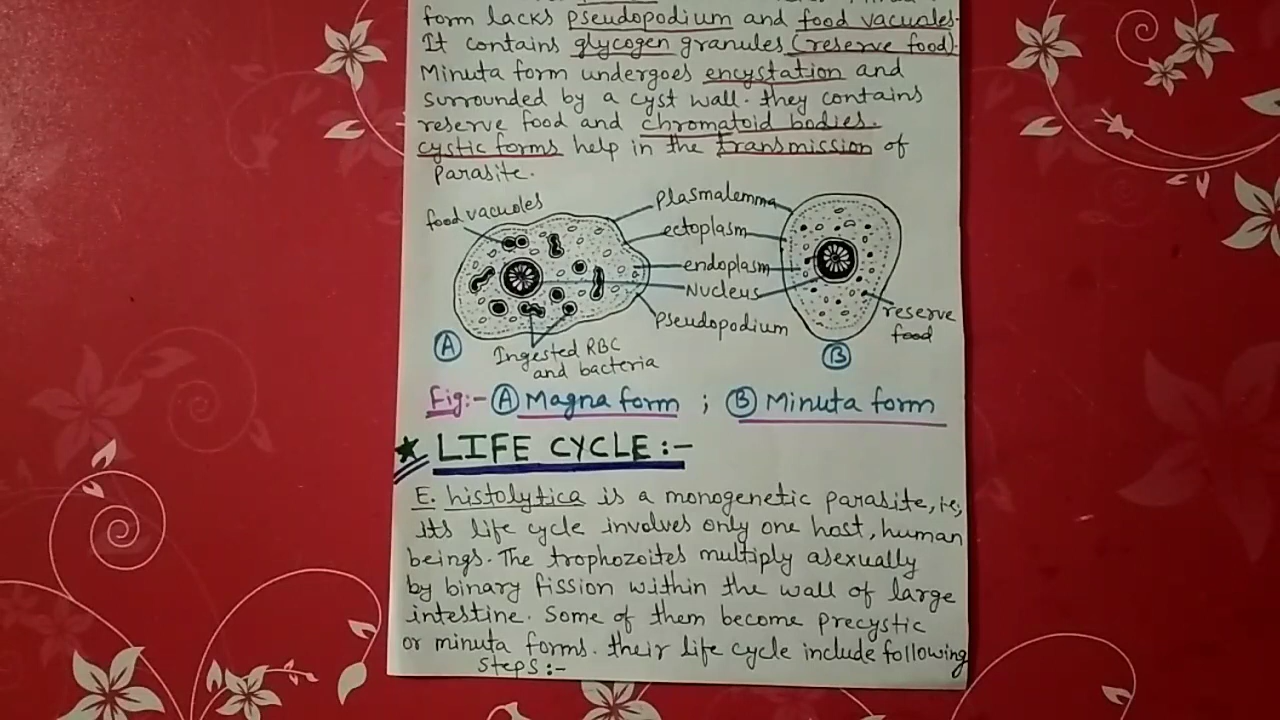 form lacks pseudopodium and food vacuoles.
It contains glycogen granules (reserve food).
Minuta form undergoes encystation and
surrounded by a cyst wall. they contains
reserve food and chromatoid bodies.
cystic forms help in the transmission of
parasite.
food vacuoles
Plasmalemma
ectoplasm
endoplasm
Nucleus
Pseudopodium
reserve
food
Ingested RBC
and bacteria
A
B
Fig:- A Magna form ; B Minuta form
★ LIFE CYCLE:-
E. histolytica is a monogenetic parasite, i.e,
its life cycle involves only one host, human
beings. The trophozoites multiply asexually
by binary fission within the wall of large
intestine. Some of them become precystic
or minuta forms. their life cycle include following
steps:-